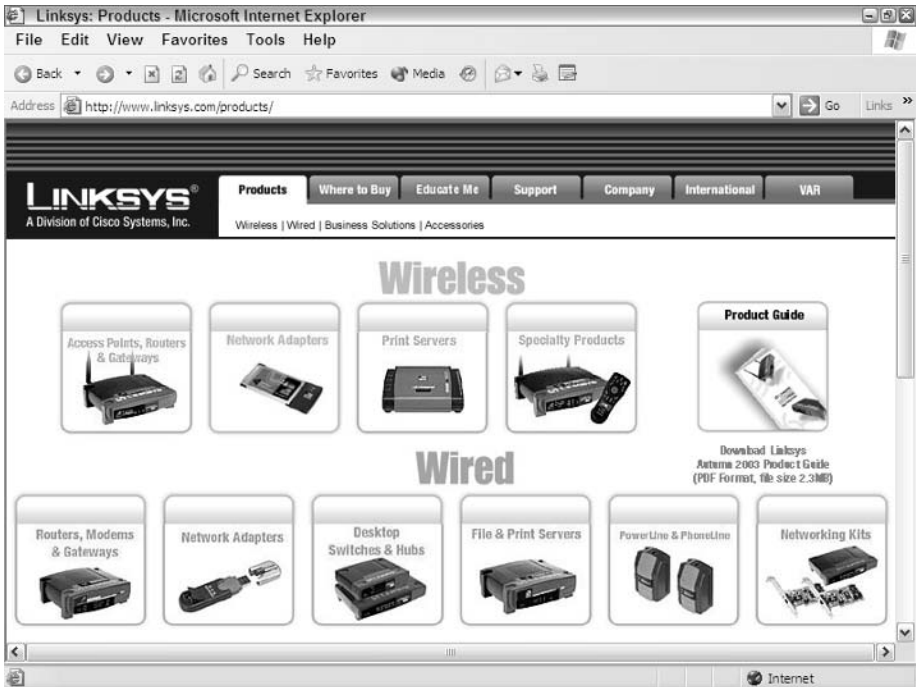 Linksys: Products - Microsoft Internet Explorer
File Edit View Favorites Tools Help
Back Search Favorites Media
Address http://www.linksys.com/products/ Go Links »
LINKSYS®
A Division of Cisco Systems, Inc.
Products Where to Buy Educate Me Support Company International VAR
Wireless | Wired | Business Solutions | Accessories
Wireless
Access Points, Routers
& Gateways
Network Adapters
Print Servers
Specialty Products
Product Guide
Download Linksys
Autumn 2003 Product Guide
(PDF Format, file size 2.3MB)
Wired
Routers, Modems
& Gateways
Network Adapters
Desktop
Switches & Hubs
File & Print Servers
PowerLine & PhoneLine
Networking Kits
Internet